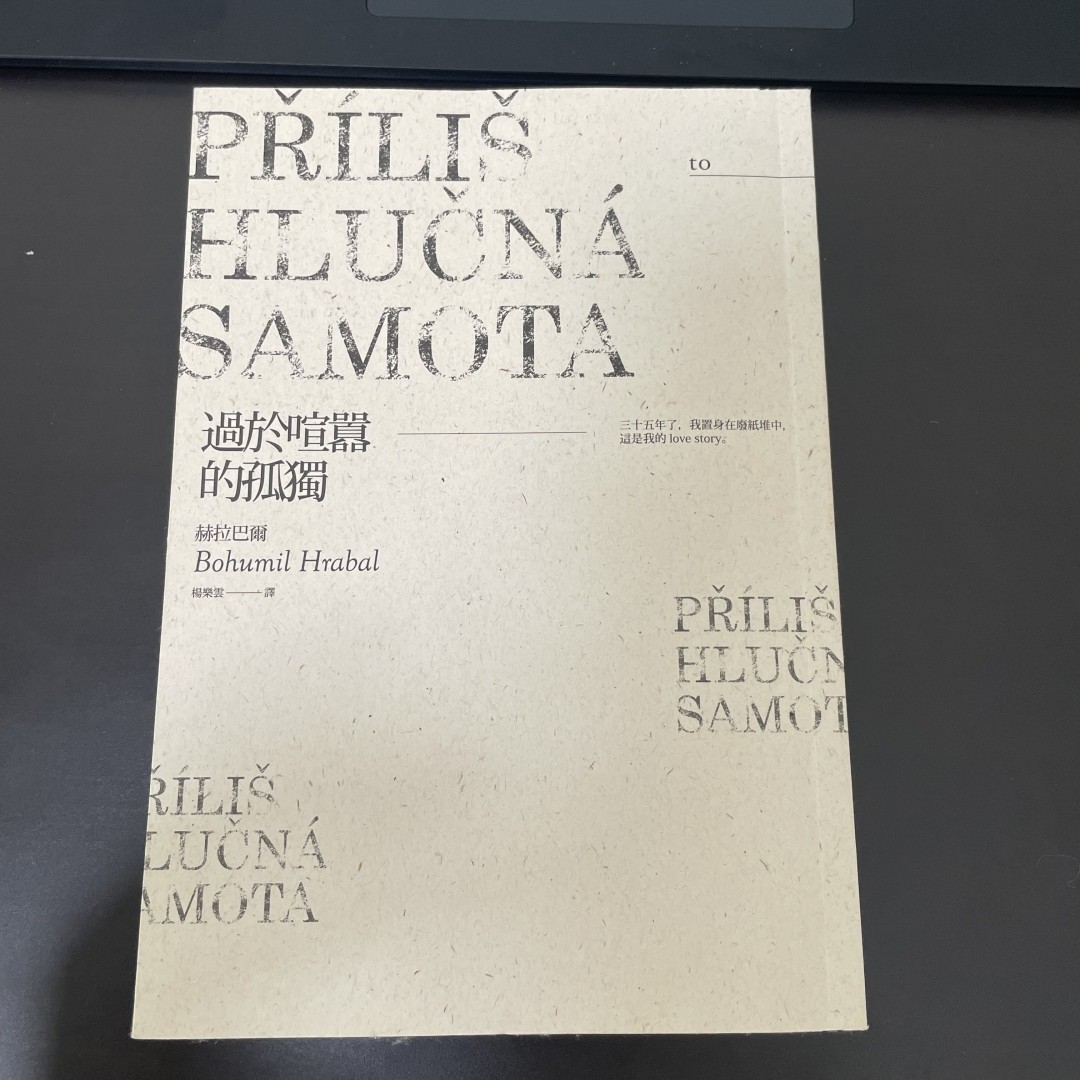 PŘÍLIŠ
HLUČNÁ
SAMOTA
to
過於喧囂
的孤獨
三十五年了，我置身在廢紙堆中，
這是我的 love story。
赫拉巴爾
Bohumil Hrabal
楊樂雲——譯
PŘÍLIŠ
HLUČN
SAMOT
ŘÍLIŠ
LUČNÁ
AMOTA